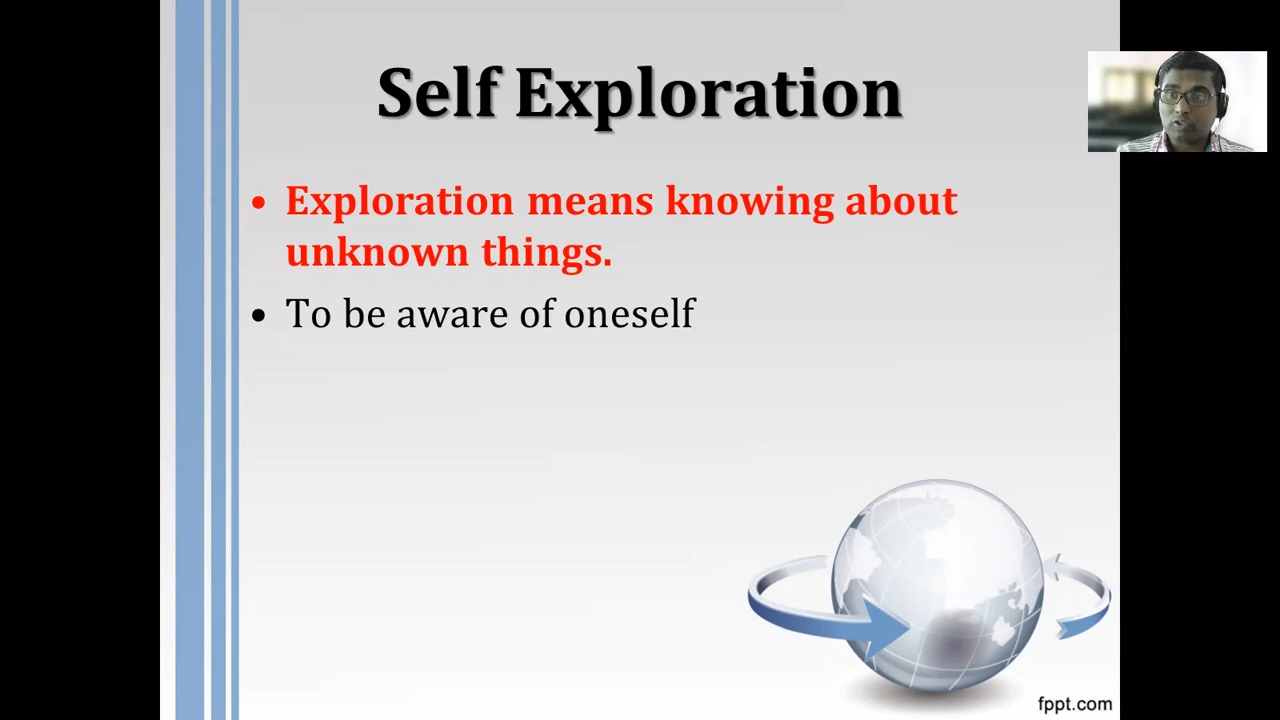 Self Exploration
• Exploration means knowing about
unknown things.
• To be aware of oneself
fppt.com